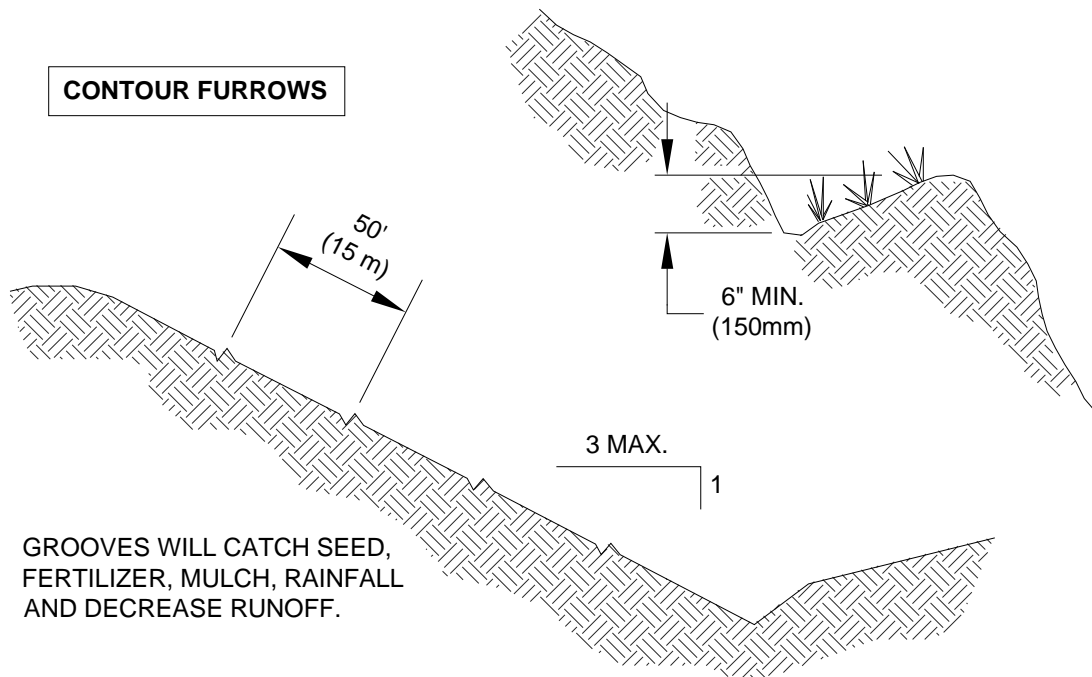 CONTOUR FURROWS
50'
(15 m)
6" MIN.
(150mm)
3 MAX.
1
GROOVES WILL CATCH SEED,
FERTILIZER, MULCH, RAINFALL
AND DECREASE RUNOFF.